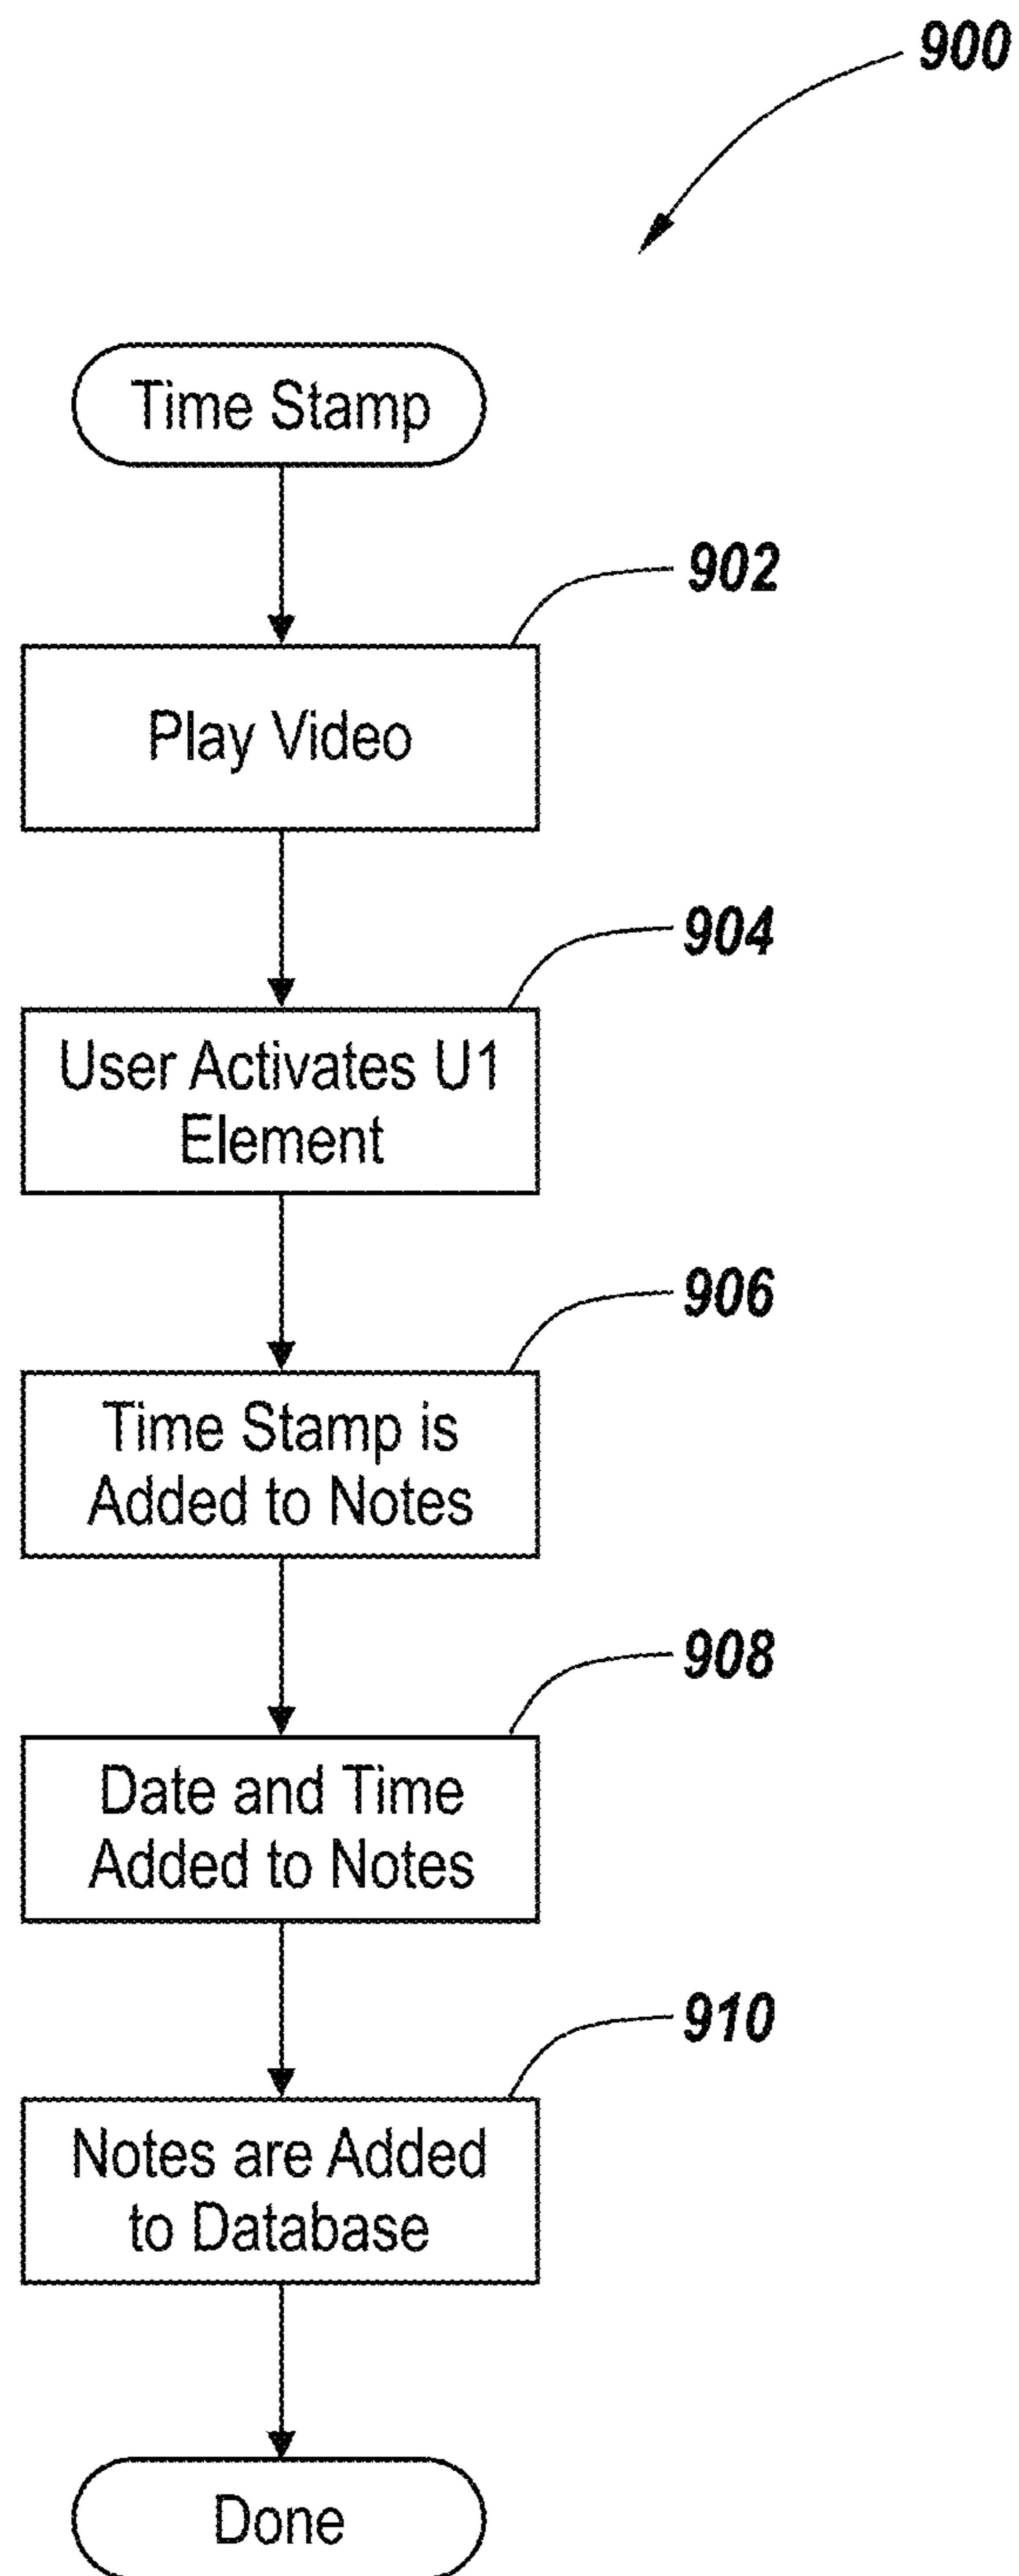 900
Time Stamp
902
Play Video
904
User Activates U1
Element
906
Time Stamp is
Added to Notes
908
Date and Time
Added to Notes
910
Notes are Added
to Database
Done